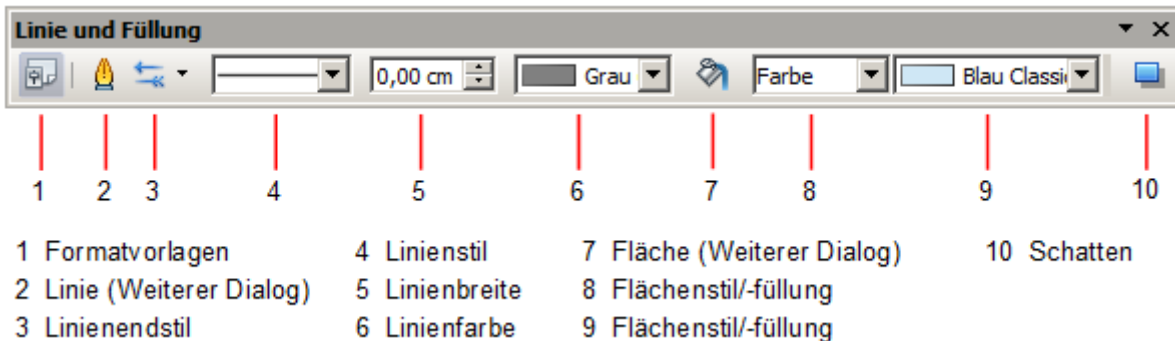 Linie und Füllung
0,00 cm Grau Farbe Blau Classi
1 2 3 4 5 6 7 8 9 10
1 Formatvorlagen 4 Linienstil 7 Fläche (Weiterer Dialog) 10 Schatten
2 Linie (Weiterer Dialog) 5 Linienbreite 8 Flächenstil/-füllung
3 Linienendstil 6 Linienfarbe 9 Flächenstil/-füllung